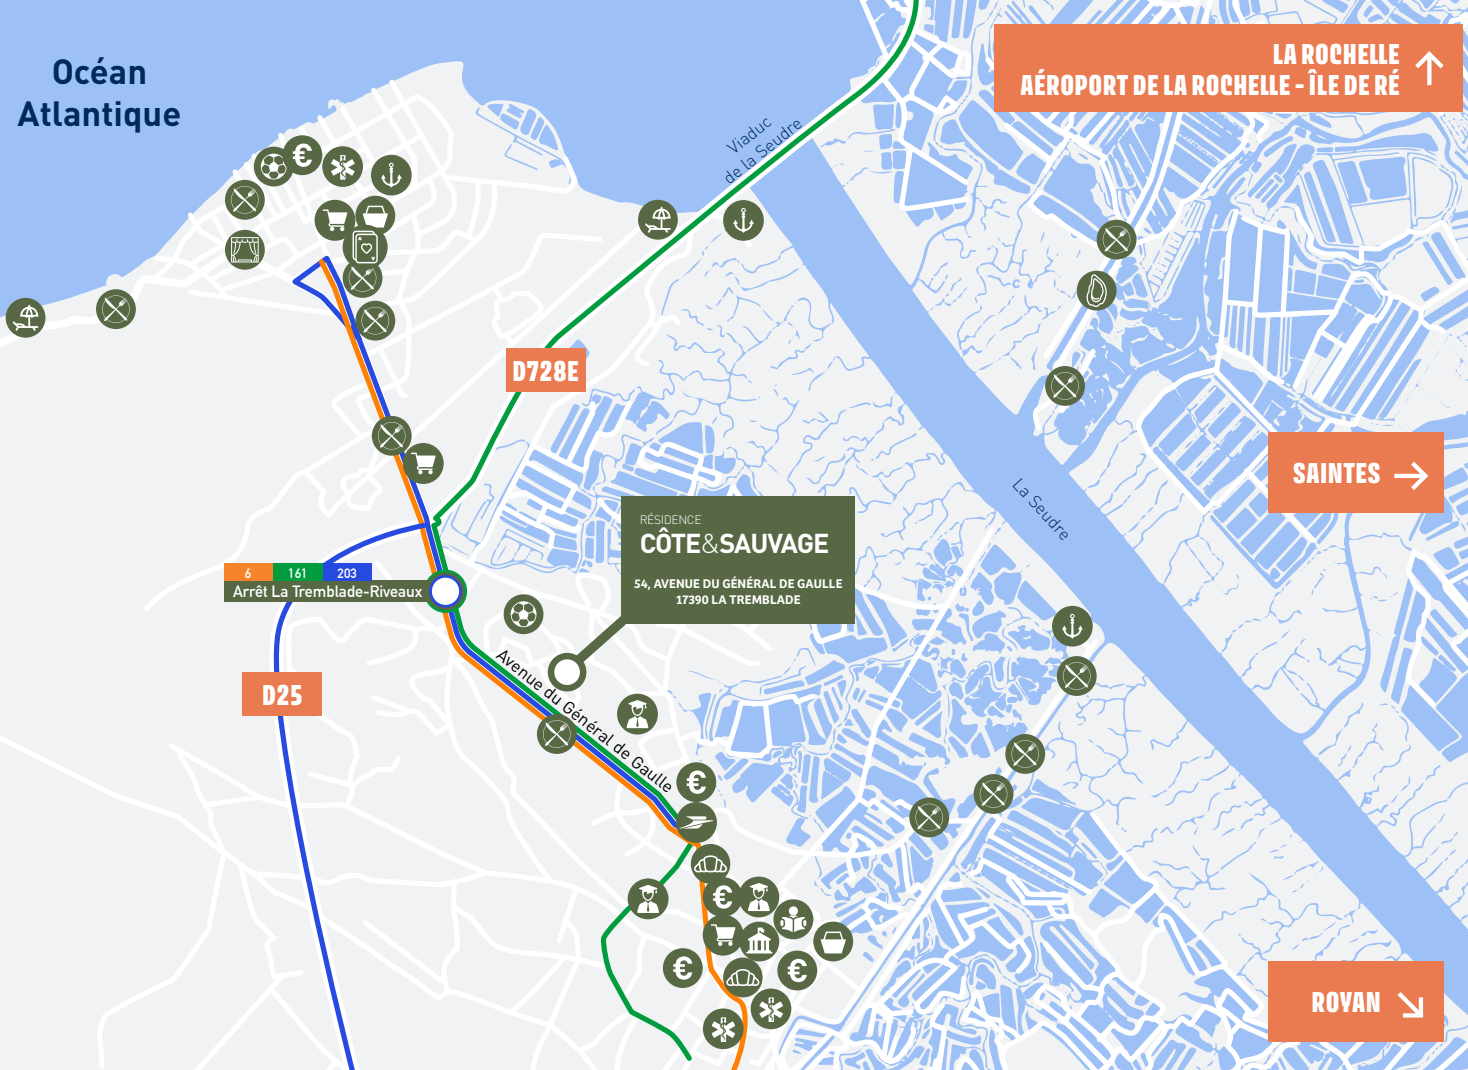 Océan
Atlantique
LA ROCHELLE
AÉROPORT DE LA ROCHELLE - ÎLE DE RÉ
Viaduc
de la Seudre
D728E
SAINTES
La Seudre
RÉSIDENCE
CÔTE&SAUVAGE
54, AVENUE DU GÉNÉRAL DE GAULLE
17390 LA TREMBLADE
6 161 203
Arrêt La Tremblade-Riveaux
D25
Avenue du Général de Gaulle
ROYAN
€
€
€
€
€
A
A